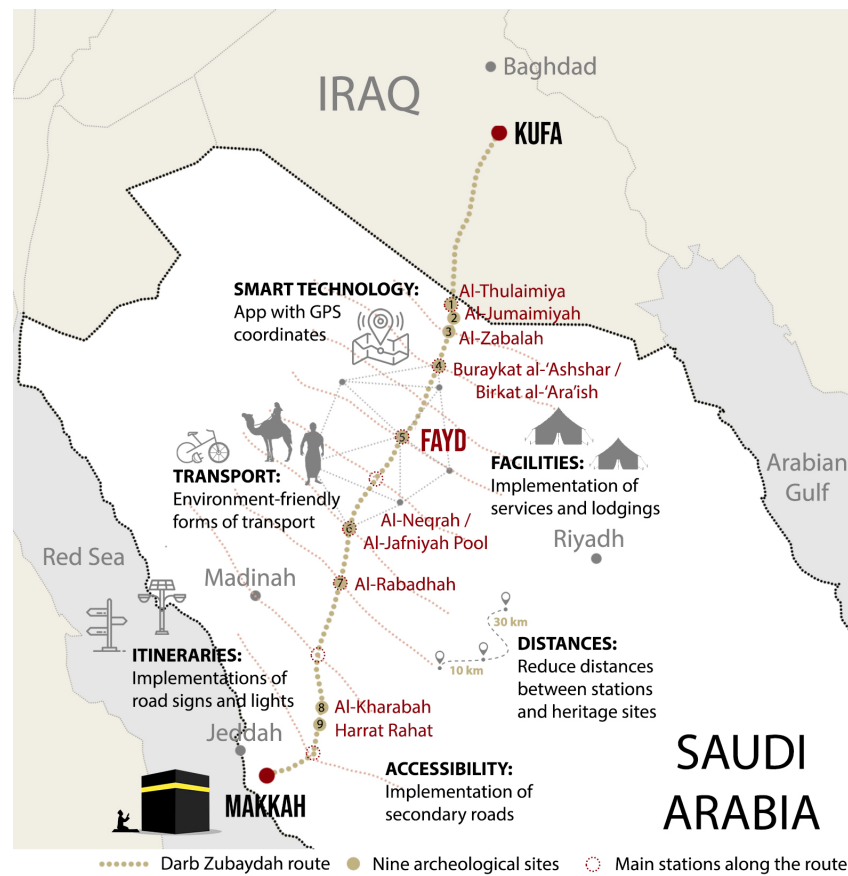 Baghdad
IRAQ
KUFA
SMART TECHNOLOGY:
App with GPS
coordinates
1
Al-Thulaimiya
2
Al-Jumaimiyah
3
Al-Zabalah
4
Buraykat al-‘Ashshar /
Birkat al-‘Ara’ish
5
FAYD
TRANSPORT:
Environment-friendly
forms of transport
FACILITIES:
Implementation of
services and lodgings
Arabian
Gulf
6
Al-Neqrah /
Al-Jafniyah Pool
Riyadh
Red Sea
Madinah
7
Al-Rabadhah
30 km
10 km
DISTANCES:
Reduce distances
between stations
and heritage sites
ITINERARIES:
Implementations of
road signs and lights
8
Al-Kharabah
9
Harrat Rahat
Jeddah
ACCESSIBILITY:
Implementation of
secondary roads
MAKKAH
SAUDI
ARABIA
Darb Zubaydah route
Nine archeological sites
Main stations along the route